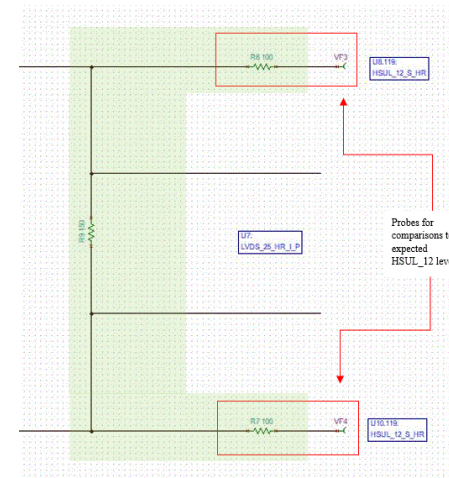 R6 100
VF3
U8.119:
HSUL_12_S_HR
R9 150
U7:
LVDS_25_HR_I_P
Probes for
comparisons t
expected
HSUL_12 lev
R7 100
VF4
U10.119:
HSUL_12_S_HR